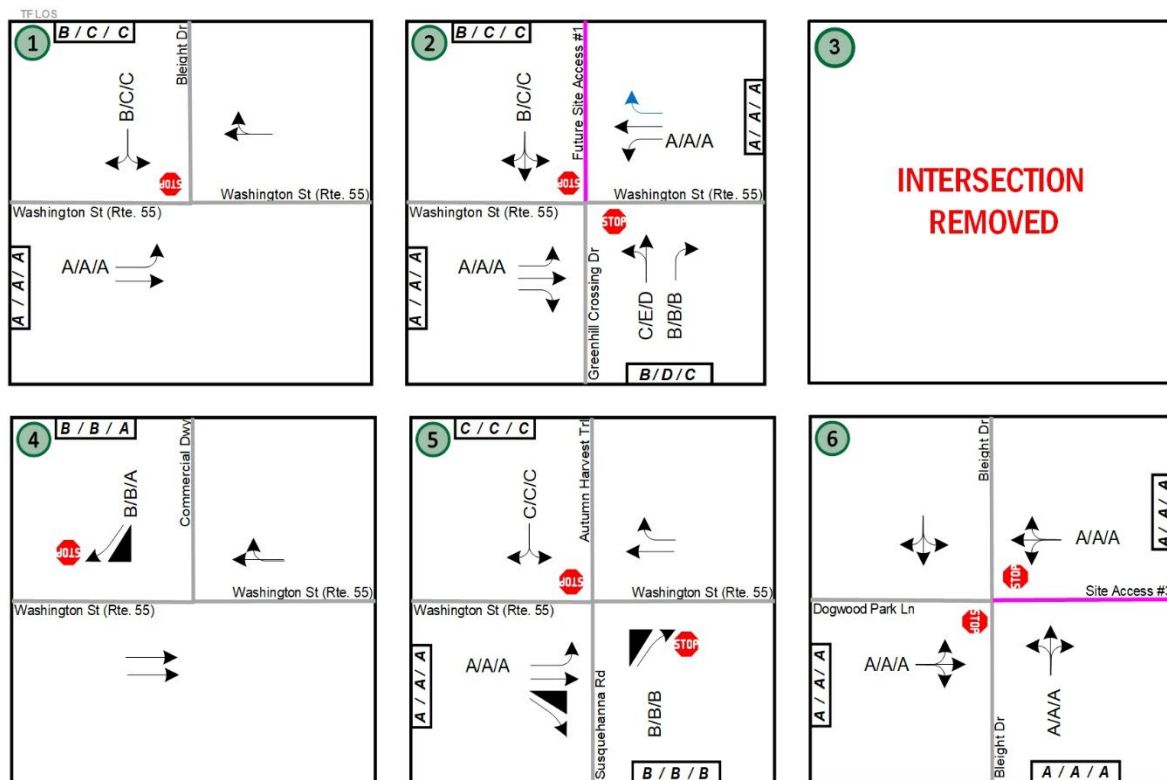 TF LOS
1
B / C / C
Bleight Dr
B/C/C
STOP
Washington St (Rte. 55)
Washington St (Rte. 55)
A/A/A
A / A / A
2
B / C / C
Future Site Access #1
B/C/C
A/A/A
A / A / A
STOP
Washington St (Rte. 55)
Washington St (Rte. 55)
STOP
A/A/A
A / A / A
Greenhill Crossing Dr
C/E/D
B/B/B
B / D / C
3
INTERSECTION
REMOVED
4
B / B / A
Commercial Dwy
B/B/A
STOP
Washington St (Rte. 55)
Washington St (Rte. 55)
5
C / C / C
Autumn Harvest Trl
C/C/C
STOP
Washington St (Rte. 55)
Washington St (Rte. 55)
A/A/A
A / A / A
Susquehanna Rd
STOP
B/B/B
B / B / B
6
Bleight Dr
A/A/A
A / A / A
STOP
Site Access #3
Dogwood Park Ln
STOP
A/A/A
A / A / A
Bleight Dr
A/A/A
A / A / A